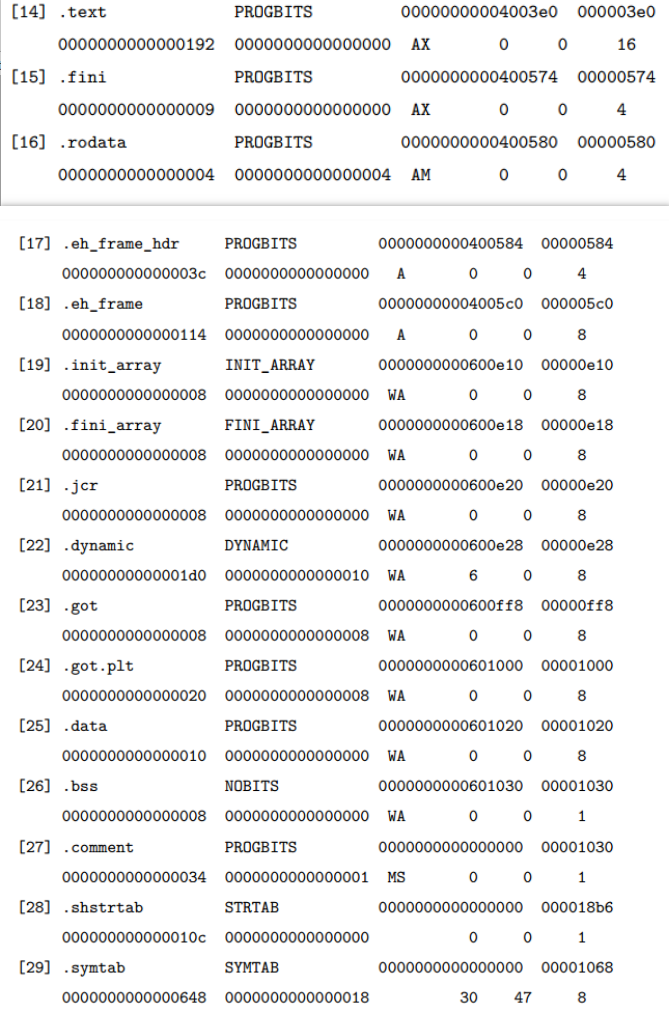 [14] .text PROGBITS 00000000004003e0 000003e0
0000000000000192 0000000000000000 AX 0 0 16
[15] .fini PROGBITS 0000000000400574 00000574
0000000000000009 0000000000000000 AX 0 0 4
[16] .rodata PROGBITS 0000000000400580 00000580
0000000000000004 0000000000000004 AM 0 0 4
[17] .eh_frame_hdr PROGBITS 0000000000400584 00000584
000000000000003c 0000000000000000 A 0 0 4
[18] .eh_frame PROGBITS 00000000004005c0 000005c0
0000000000000114 0000000000000000 A 0 0 8
[19] .init_array INIT_ARRAY 0000000000600e10 00000e10
0000000000000008 0000000000000000 WA 0 0 8
[20] .fini_array FINI_ARRAY 0000000000600e18 00000e18
0000000000000008 0000000000000000 WA 0 0 8
[21] .jcr PROGBITS 0000000000600e20 00000e20
0000000000000008 0000000000000000 WA 0 0 8
[22] .dynamic DYNAMIC 0000000000600e28 00000e28
00000000000001d0 0000000000000010 WA 6 0 8
[23] .got PROGBITS 0000000000600ff8 00000ff8
0000000000000008 0000000000000008 WA 0 0 8
[24] .got.plt PROGBITS 0000000000601000 00001000
0000000000000020 0000000000000008 WA 0 0 8
[25] .data PROGBITS 0000000000601020 00001020
0000000000000010 0000000000000000 WA 0 0 8
[26] .bss NOBITS 0000000000601030 00001030
0000000000000008 0000000000000000 WA 0 0 1
[27] .comment PROGBITS 0000000000000000 00001030
0000000000000034 0000000000000001 MS 0 0 1
[28] .shstrtab STRTAB 0000000000000000 000018b6
000000000000010c 0000000000000000 0 0 1
[29] .symtab SYMTAB 0000000000000000 00001068
0000000000000648 0000000000000018 30 47 8